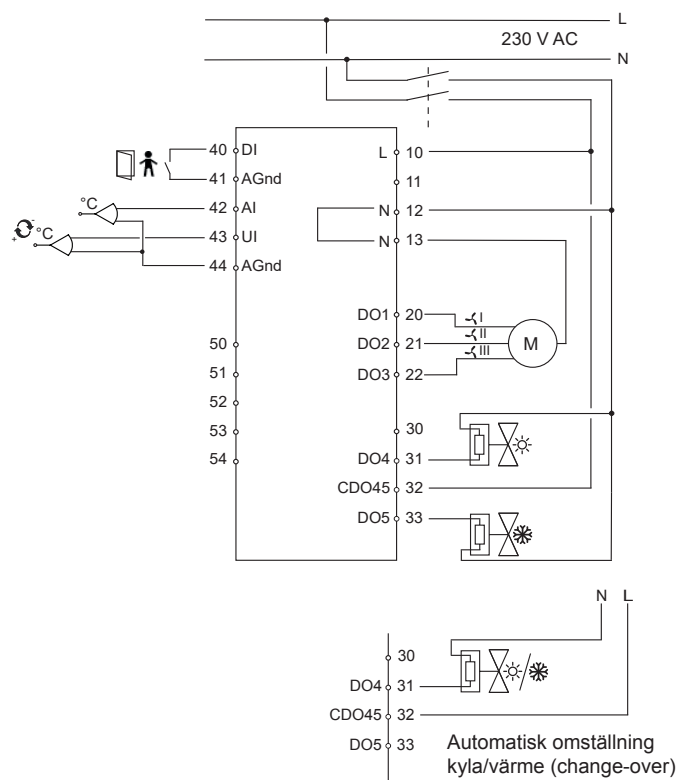 L
230 V AC
N
40 DI
L 10
41 AGnd
11
°C
42 AI
N 12
°C
43 UI
N 13
44 AGnd
DO1 20
I
50
DO2 21
II
M
51
DO3 22
III
52
53
30
54
DO4 31
CDO45 32
DO5 33
N L
30
DO4 31
CDO45 32
DO5 33
Automatisk omställning
kyla/värme (change-over)